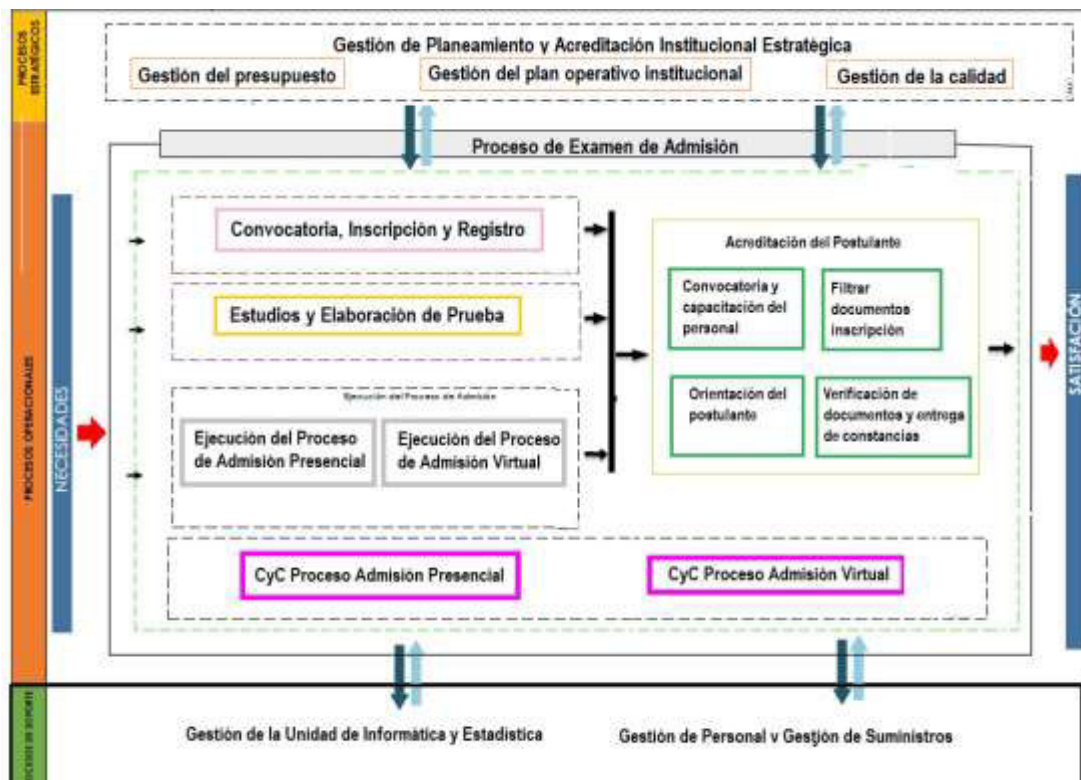 PROCESOS
ESTRATÉGICOS
Gestión de Planeamiento y Acreditación Institucional Estratégica
Gestión del presupuesto
Gestión del plan operativo institucional
Gestión de la calidad
PROCESOS OPERACIONALES
NECESIDADES
Proceso de Examen de Admisión
Convocatoria, Inscripción y Registro
Estudios y Elaboración de Prueba
Ejecución del Proceso de Admisión
Ejecución del Proceso
de Admisión Presencial
Ejecución del Proceso
de Admisión Virtual
Acreditación del Postulante
Convocatoria y
capacitación del
personal
Filtrar
documentos
inscripción
Orientación del
postulante
Verificación de
documentos y entrega
de constancias
CyC Proceso Admisión Presencial
CyC Proceso Admisión Virtual
SATISFACIÓN
DE SOPORTE
Gestión de la Unidad de Informática y Estadística
Gestión de Personal y Gestión de Suministros